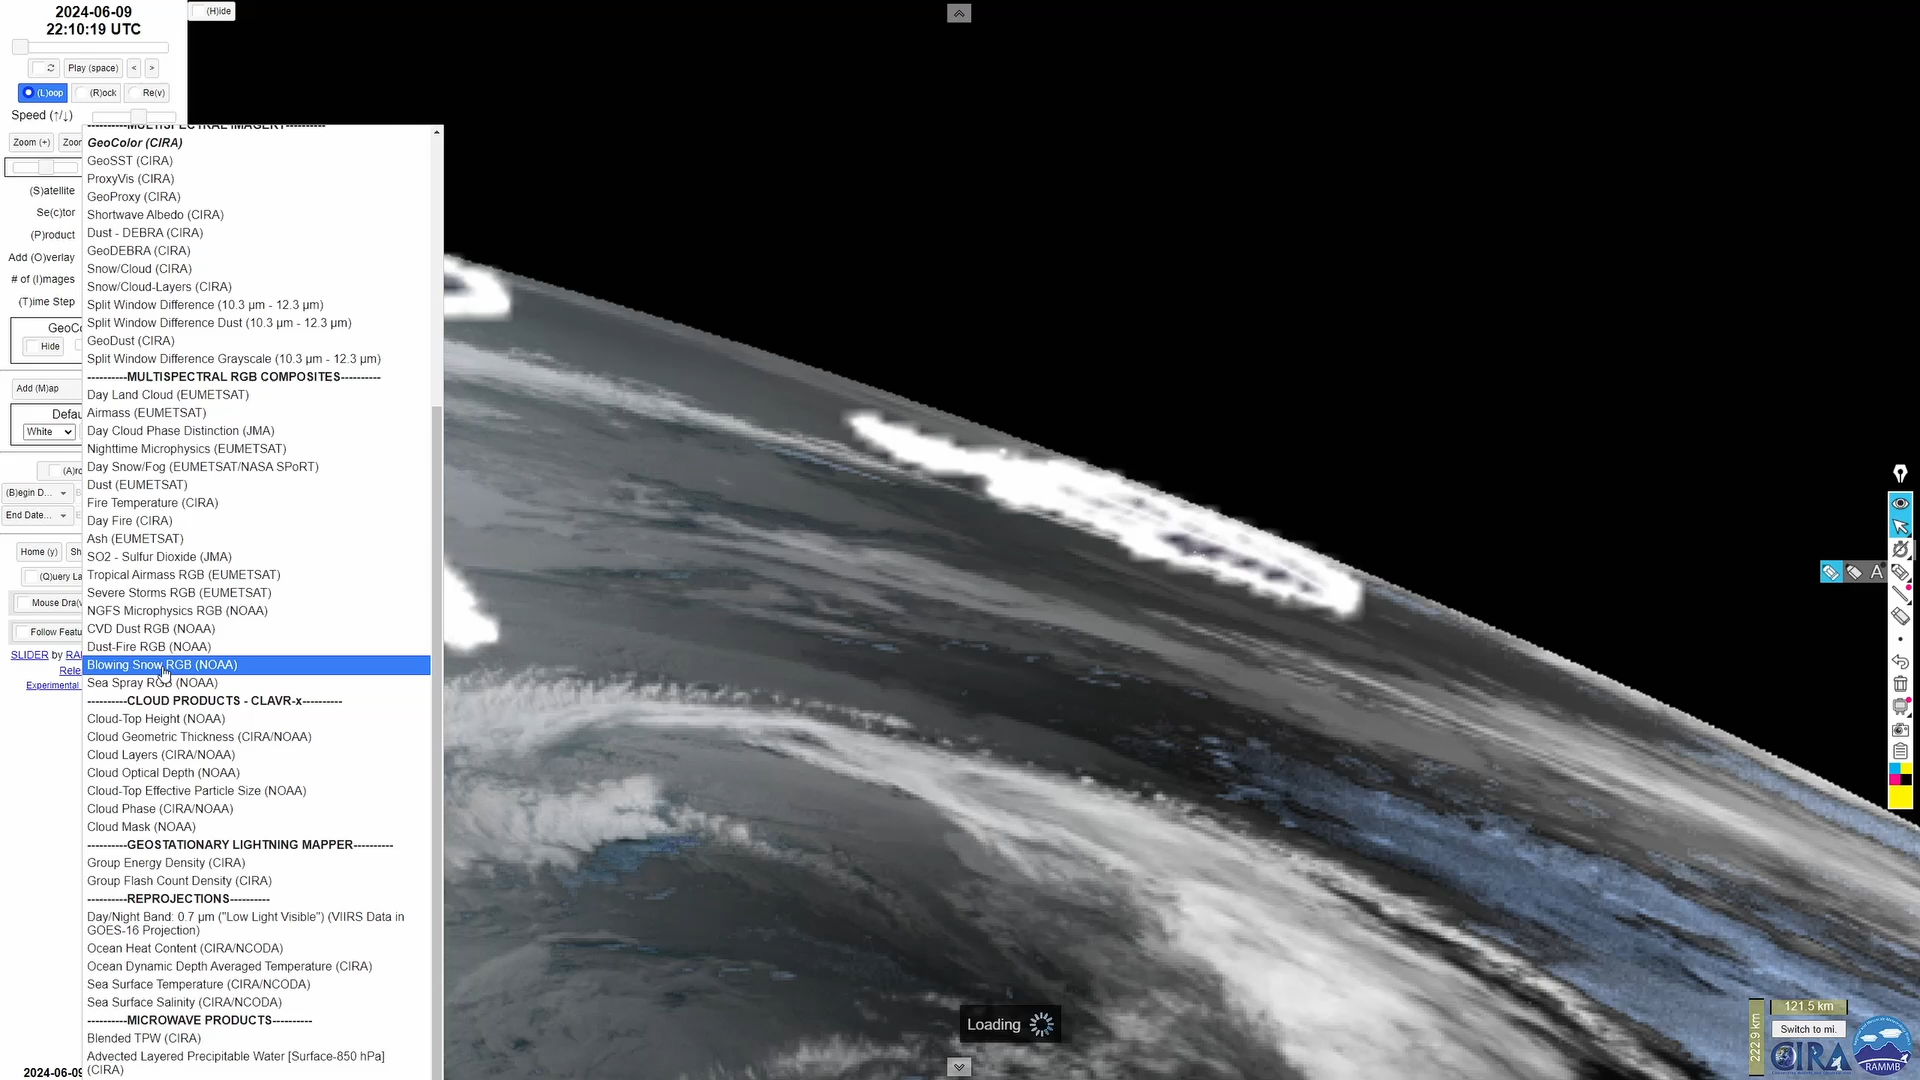 2024-06-09
22:10:19 UTC
(H)ide
Play (space)
<
>
(L)oop
(R)ock
Re(v)
Speed (↑/↓)
Zoom (+)
Zoor
(S)atellite
Se(c)tor
(P)roduct
Add (O)verlay
# of (I)mages
(T)ime Step
GeoCo
Hide
Add (M)ap
Defau
White
(A)ro
(B)egin D...
End Date...
Home (y)
Sh
(Q)uery La
Mouse Dra(v
Follow Featu
SLIDER by RA
Rele
Experimental
2024-06-09
----------MULTISPECTRAL IMAGERY----------
GeoColor (CIRA)
GeoSST (CIRA)
ProxyVis (CIRA)
GeoProxy (CIRA)
Shortwave Albedo (CIRA)
Dust - DEBRA (CIRA)
GeoDEBRA (CIRA)
Snow/Cloud (CIRA)
Snow/Cloud-Layers (CIRA)
Split Window Difference (10.3 µm - 12.3 µm)
Split Window Difference Dust (10.3 µm - 12.3 µm)
GeoDust (CIRA)
Split Window Difference Grayscale (10.3 µm - 12.3 µm)
----------MULTISPECTRAL RGB COMPOSITES----------
Day Land Cloud (EUMETSAT)
Airmass (EUMETSAT)
Day Cloud Phase Distinction (JMA)
Nighttime Microphysics (EUMETSAT)
Day Snow/Fog (EUMETSAT/NASA SPoRT)
Dust (EUMETSAT)
Fire Temperature (CIRA)
Day Fire (CIRA)
Ash (EUMETSAT)
SO2 - Sulfur Dioxide (JMA)
Tropical Airmass RGB (EUMETSAT)
Severe Storms RGB (EUMETSAT)
NGFS Microphysics RGB (NOAA)
CVD Dust RGB (NOAA)
Dust-Fire RGB (NOAA)
Blowing Snow RGB (NOAA)
Sea Spray RGB (NOAA)
----------CLOUD PRODUCTS - CLAVR-x----------
Cloud-Top Height (NOAA)
Cloud Geometric Thickness (CIRA/NOAA)
Cloud Layers (CIRA/NOAA)
Cloud Optical Depth (NOAA)
Cloud-Top Effective Particle Size (NOAA)
Cloud Phase (CIRA/NOAA)
Cloud Mask (NOAA)
----------GEOSTATIONARY LIGHTNING MAPPER----------
Group Energy Density (CIRA)
Group Flash Count Density (CIRA)
----------REPROJECTIONS----------
Day/Night Band: 0.7 µm ("Low Light Visible") (VIIRS Data in
GOES-16 Projection)
Ocean Heat Content (CIRA/NCODA)
Ocean Dynamic Depth Averaged Temperature (CIRA)
Sea Surface Temperature (CIRA/NCODA)
Sea Surface Salinity (CIRA/NCODA)
----------MICROWAVE PRODUCTS----------
Blended TPW (CIRA)
Advected Layered Precipitable Water [Surface-850 hPa]
(CIRA)
Loading
A
121.5 km
222.9 km
Switch to mi.
CIRA
RAMMB